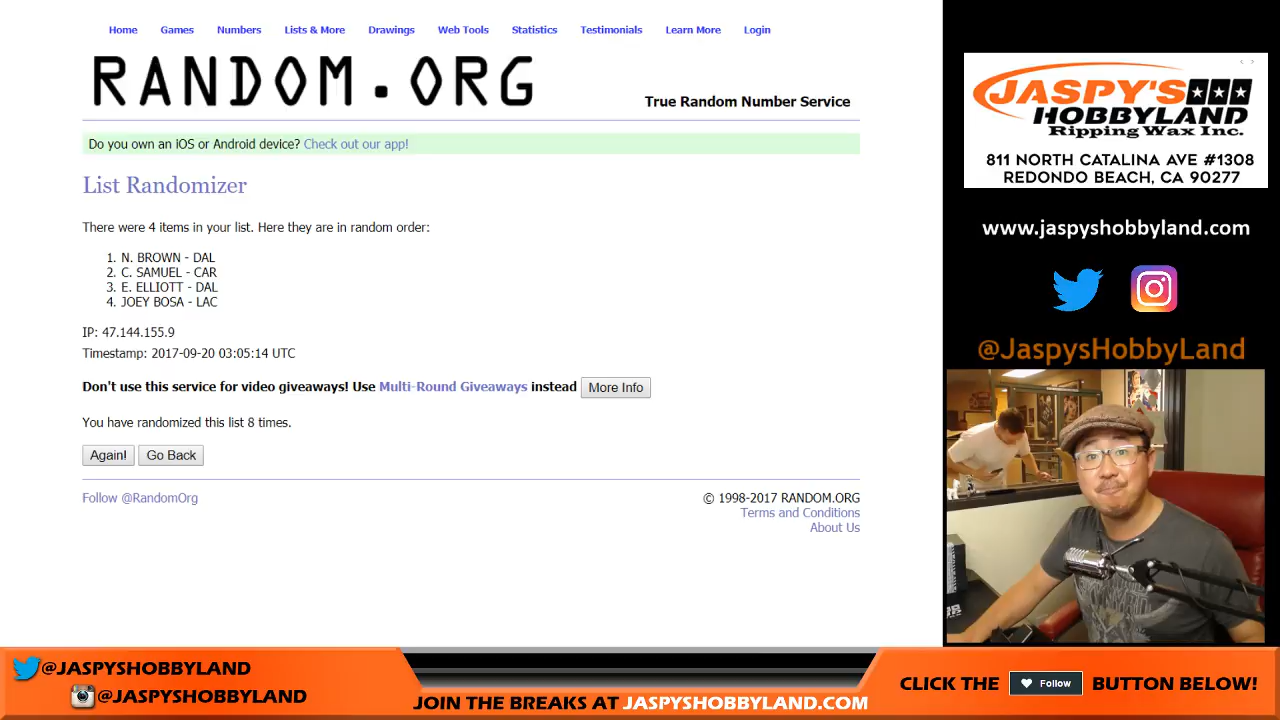 Home Games Numbers Lists & More Drawings Web Tools Statistics Testimonials Learn More Login
RANDOM.ORG
True Random Number Service
Do you own an iOS or Android device? Check out our app!
List Randomizer
There were 4 items in your list. Here they are in random order:
1. N. BROWN - DAL
2. C. SAMUEL - CAR
3. E. ELLIOTT - DAL
4. JOEY BOSA - LAC
IP: 47.144.155.9
Timestamp: 2017-09-20 03:05:14 UTC
Don't use this service for video giveaways! Use Multi-Round Giveaways instead More Info
You have randomized this list 8 times.
Again! Go Back
Follow @RandomOrg
© 1998-2017 RANDOM.ORG
Terms and Conditions
About Us
JASPY'S
HOBBYLAND
Ripping Wax Inc.
811 NORTH CATALINA AVE #1308
REDONDO BEACH, CA 90277
www.jaspyshobbyland.com
@JaspysHobbyLand
@JASPYSHOBBYLAND
@JASPYSHOBBYLAND
JOIN THE BREAKS AT JASPYSHOBBYLAND.COM
CLICK THE Follow BUTTON BELOW!